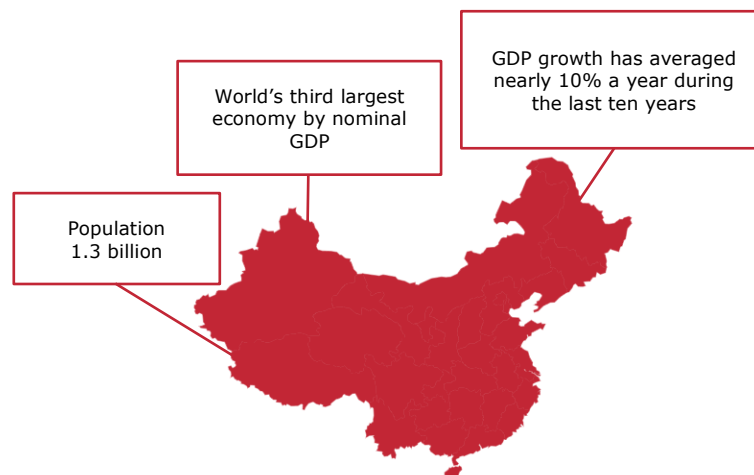 GDP growth has averaged
nearly 10% a year during
the last ten years
World’s third largest
economy by nominal
GDP
Population
1.3 billion